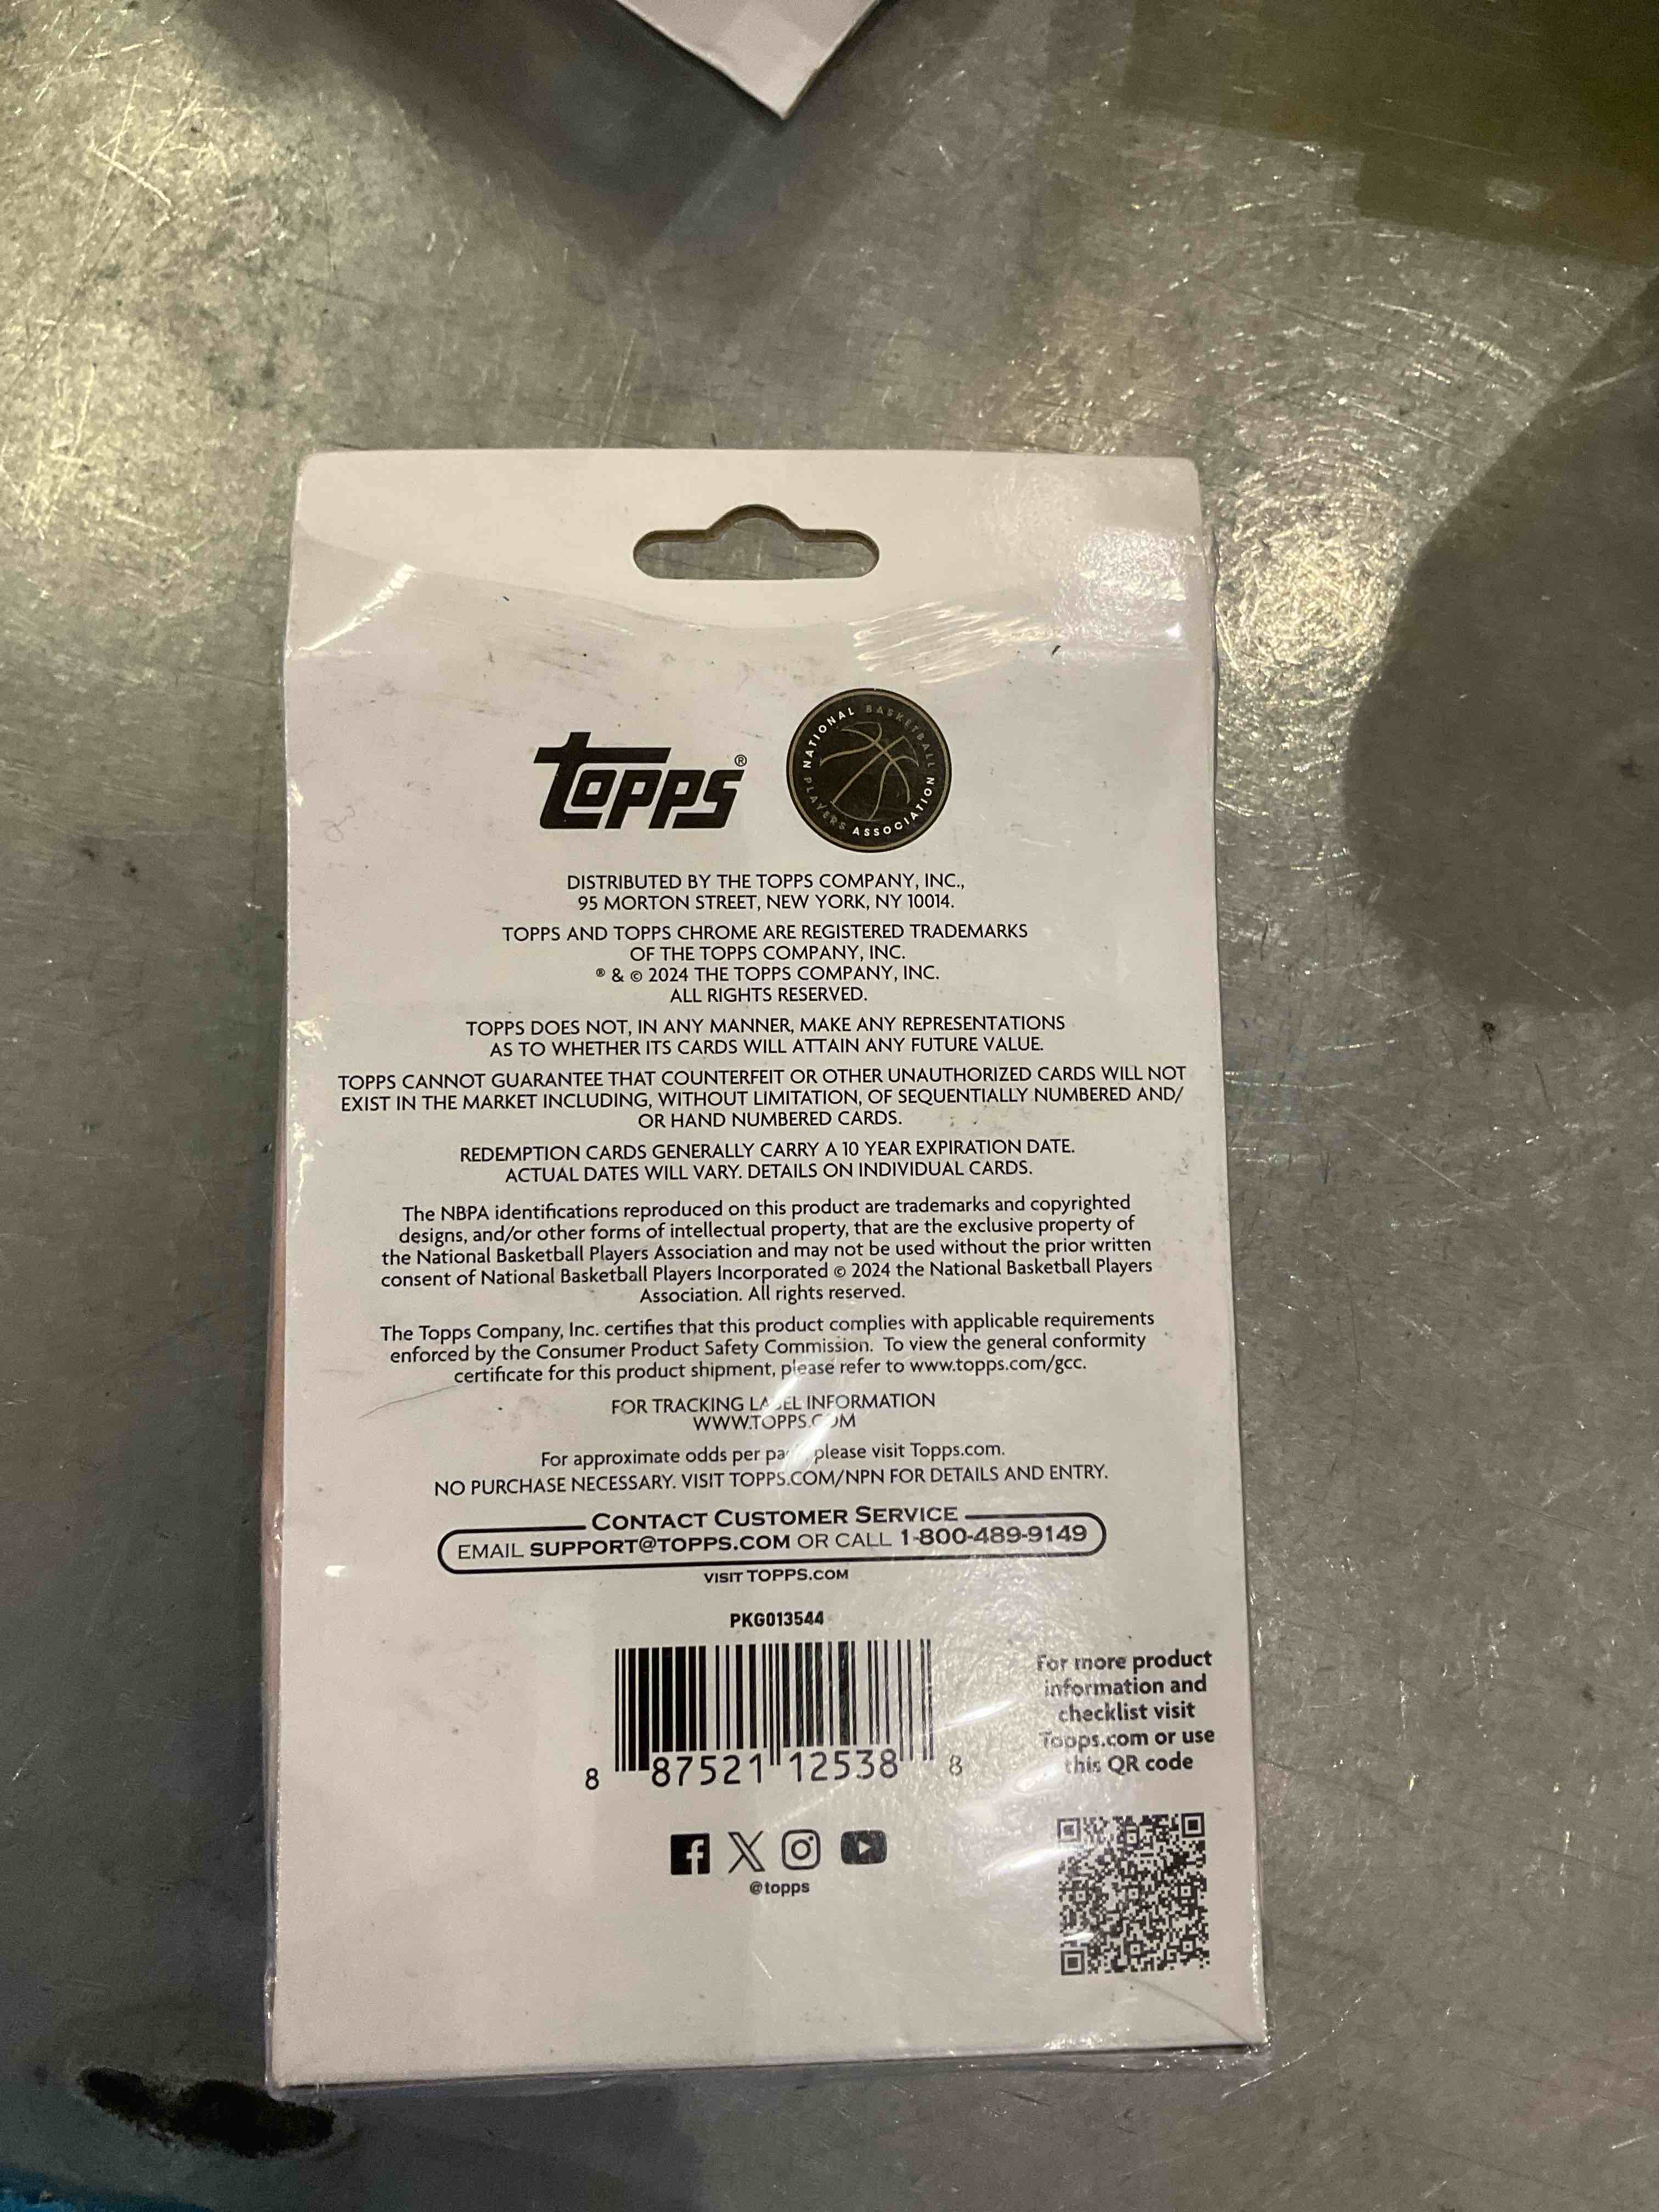 topps®
NATIONAL BASKETBALL PLAYERS ASSOCIATION
DISTRIBUTED BY THE TOPPS COMPANY, INC.,
95 MORTON STREET, NEW YORK, NY 10014.
TOPPS AND TOPPS CHROME ARE REGISTERED TRADEMARKS
OF THE TOPPS COMPANY, INC.
® & © 2024 THE TOPPS COMPANY, INC.
ALL RIGHTS RESERVED.
TOPPS DOES NOT, IN ANY MANNER, MAKE ANY REPRESENTATIONS
AS TO WHETHER ITS CARDS WILL ATTAIN ANY FUTURE VALUE.
TOPPS CANNOT GUARANTEE THAT COUNTERFEIT OR OTHER UNAUTHORIZED CARDS WILL NOT
EXIST IN THE MARKET INCLUDING, WITHOUT LIMITATION, OF SEQUENTIALLY NUMBERED AND/
OR HAND NUMBERED CARDS.
REDEMPTION CARDS GENERALLY CARRY A 10 YEAR EXPIRATION DATE.
ACTUAL DATES WILL VARY. DETAILS ON INDIVIDUAL CARDS.
The NBPA identifications reproduced on this product are trademarks and copyrighted
designs, and/or other forms of intellectual property, that are the exclusive property of
the National Basketball Players Association and may not be used without the prior written
consent of National Basketball Players Incorporated © 2024 the National Basketball Players
Association. All rights reserved.
The Topps Company, Inc. certifies that this product complies with applicable requirements
enforced by the Consumer Product Safety Commission. To view the general conformity
certificate for this product shipment, please refer to www.topps.com/gcc.
FOR TRACKING LABEL INFORMATION
WWW.TOPPS.COM
For approximate odds per pack please visit Topps.com.
NO PURCHASE NECESSARY. VISIT TOPPS.COM/NPN FOR DETAILS AND ENTRY.
CONTACT CUSTOMER SERVICE
EMAIL SUPPORT@TOPPS.COM OR CALL 1-800-489-9149
VISIT TOPPS.COM
PKG013544
8 87521 12538 8
For more product
information and
checklist visit
Topps.com or use
this QR code
@topps